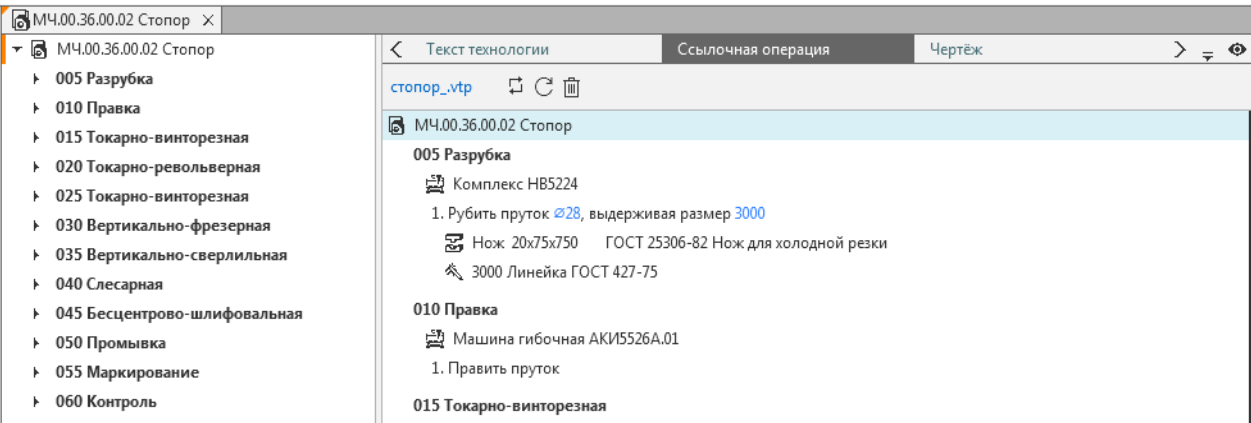 МЧ.00.36.00.02 Стопор
МЧ.00.36.00.02 Стопор
005 Разрубка
010 Правка
015 Токарно-винторезная
020 Токарно-револьверная
025 Токарно-винторезная
030 Вертикально-фрезерная
035 Вертикально-сверлильная
040 Слесарная
045 Бесцентрово-шлифовальная
050 Промывка
055 Маркирование
060 Контроль
Текст технологии Ссылочная операция Чертёж
стопор_.vtp
МЧ.00.36.00.02 Стопор
005 Разрубка
Комплекс НВ5224
1. Рубить пруток ⌀28, выдерживая размер 3000
Нож 20x75x750 ГОСТ 25306-82 Нож для холодной резки
3000 Линейка ГОСТ 427-75
010 Правка
Машина гибочная АКИ5526А.01
1. Править пруток
015 Токарно-винторезная